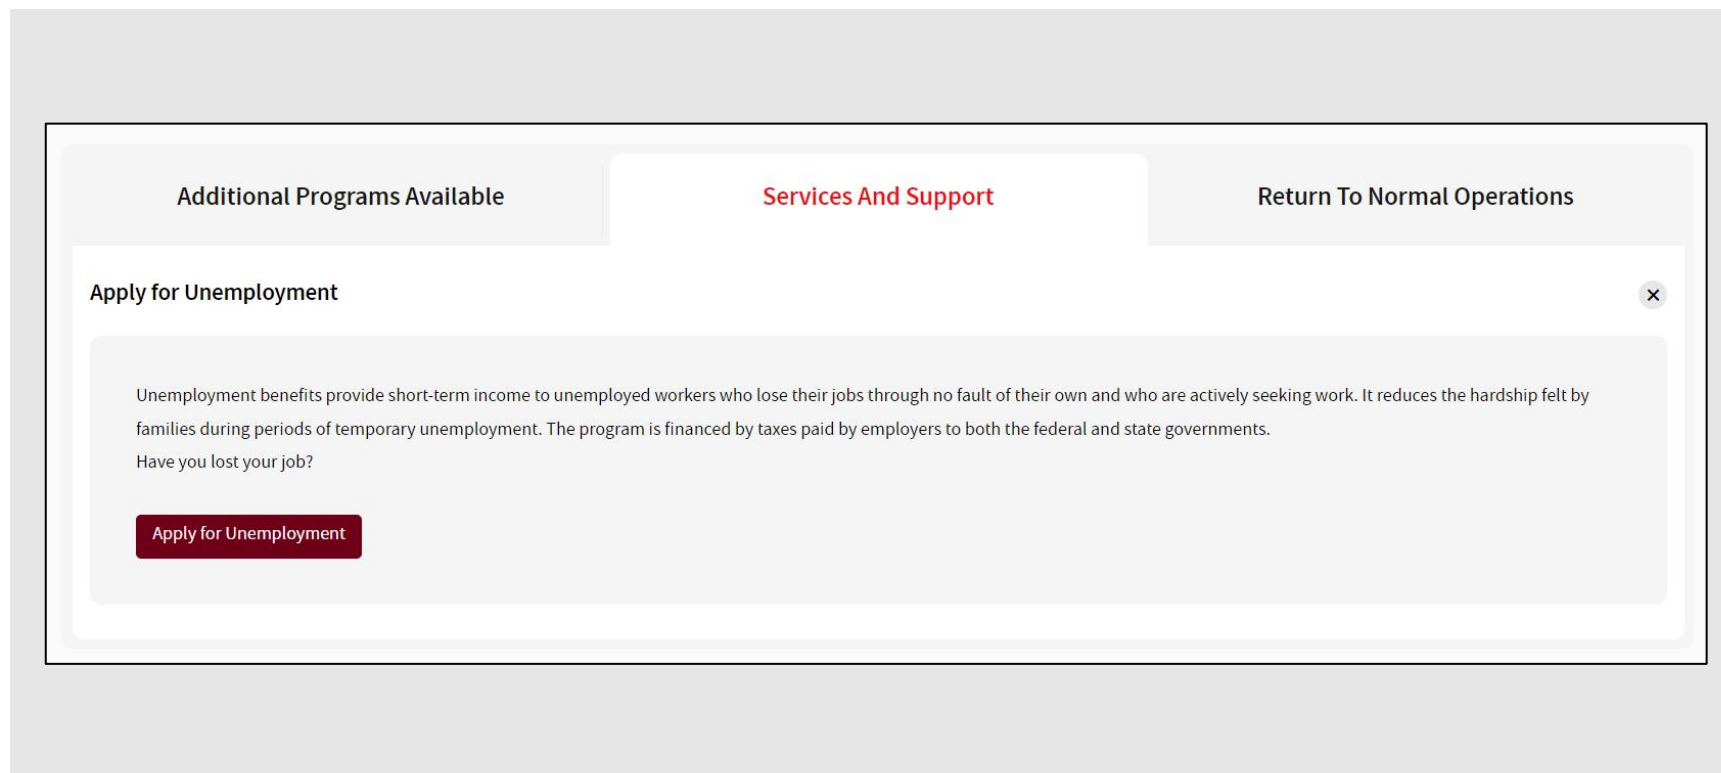 Additional Programs Available
Services And Support
Return To Normal Operations
Apply for Unemployment
Unemployment benefits provide short-term income to unemployed workers who lose their jobs through no fault of their own and who are actively seeking work. It reduces the hardship felt by
families during periods of temporary unemployment. The program is financed by taxes paid by employers to both the federal and state governments.
Have you lost your job?
Apply for Unemployment